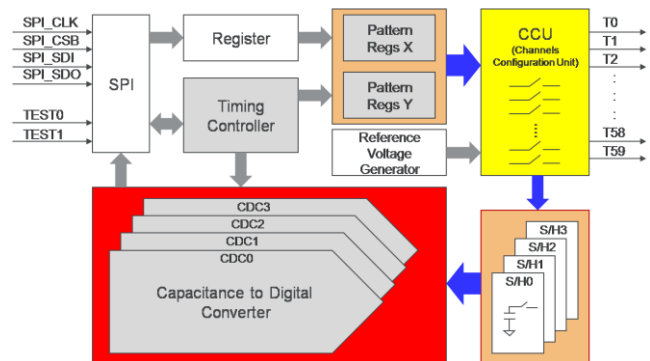 SPI_CLK
SPI_CSB
SPI_SDI
SPI_SDO
TEST0
TEST1
SPI
Register
Timing
Controller
Pattern
Regs X
Pattern
Regs Y
Reference
Voltage
Generator
CCU
(Channels
Configuration Unit)
T0
T1
T2
T58
T59
CDC3
CDC2
CDC1
CDC0
Capacitance to Digital
Converter
S/H3
S/H2
S/H1
S/H0